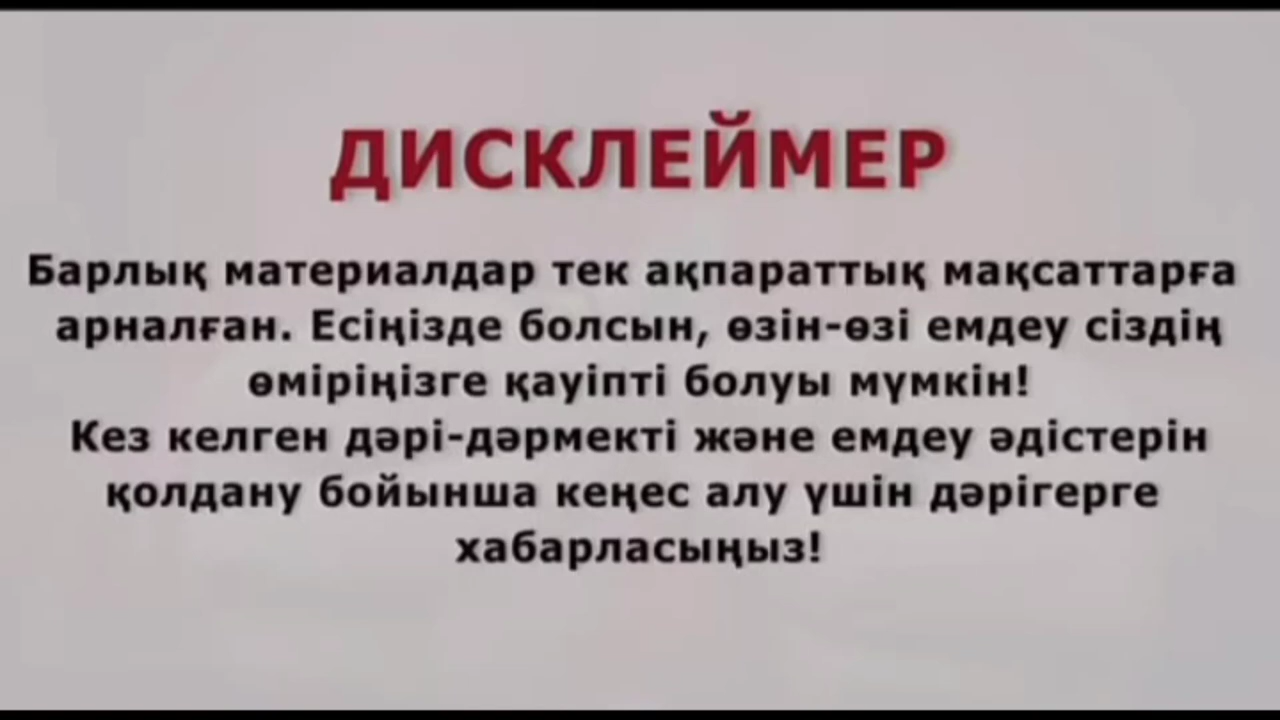 ДИСКЛЕЙМЕР
Барлық материалдар тек ақпараттық мақсаттарға
арналған. Есіңізде болсын, өзін-өзі емдеу сіздің
өміріңізге қауіпті болуы мүмкін!
Кез келген дәрі-дәрмекті және емдеу әдістерін
қолдану бойынша кеңес алу үшін дәрігерге
хабарласыңыз!